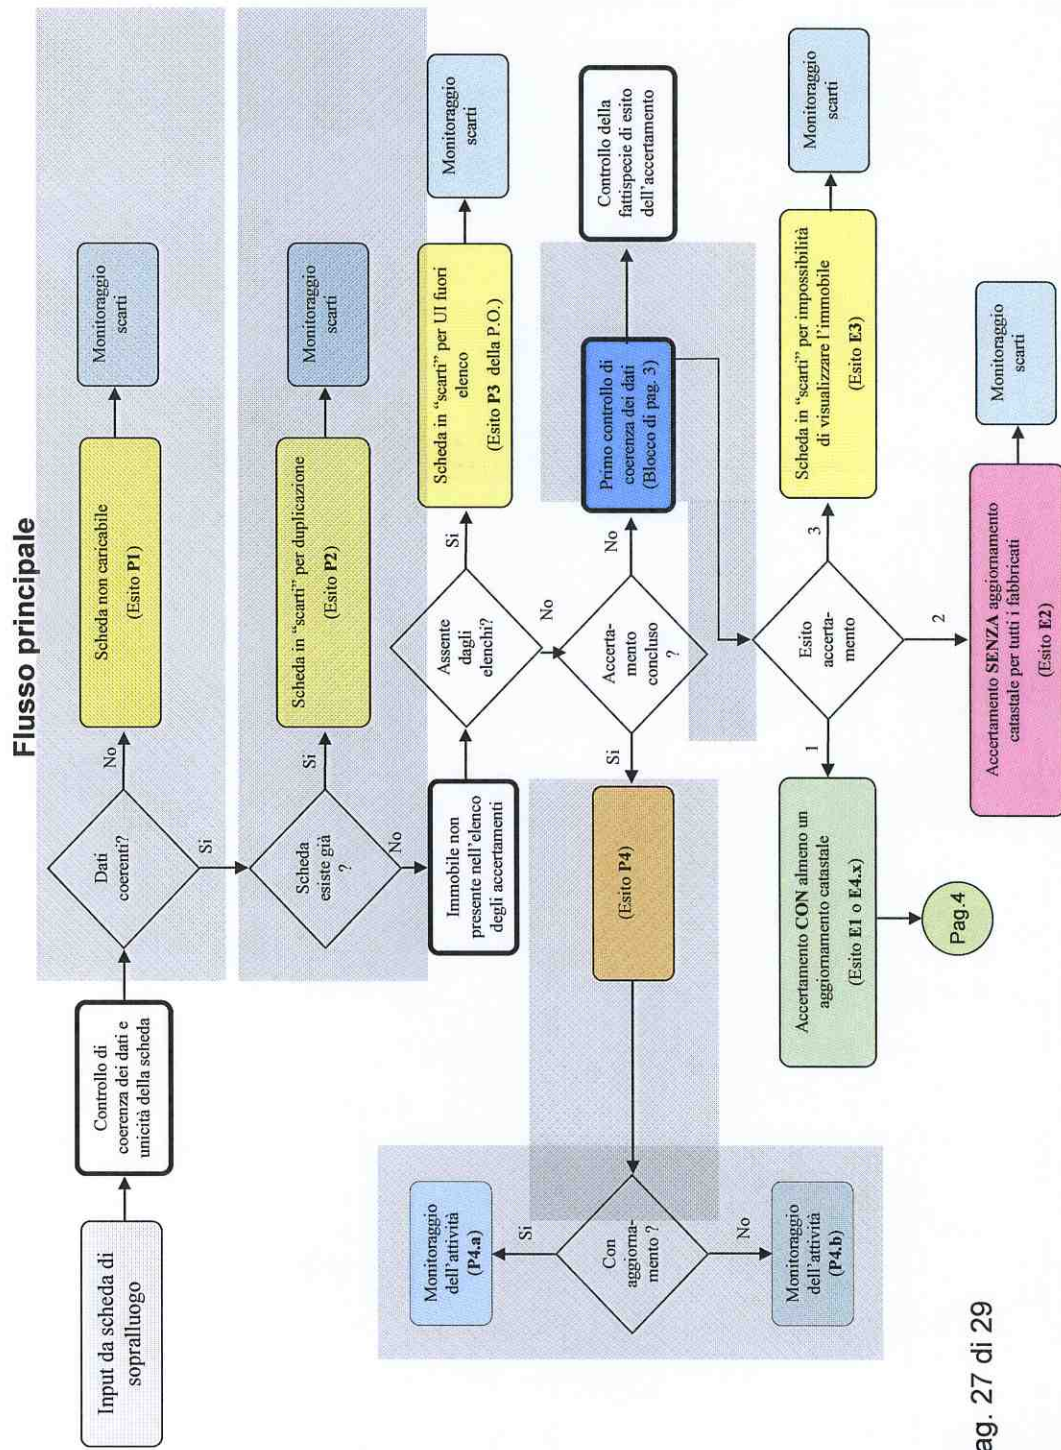 Flusso principale
Input da scheda di
sopralluogo
Controllo di
coerenza dei dati e
unicità della scheda
Dati
coerenti?
No
Scheda non caricabile
(Esito P1)
Monitoraggio
scarti
Si
Scheda
esiste già
?
Si
Scheda in “scarti” per duplicazione
(Esito P2)
Monitoraggio
scarti
No
Immobile non
presente nell'elenco
degli accertamenti
Assente
dagli
elenchi?
Si
Scheda in “scarti” per UI fuori
elenco
(Esito P3 della P.O.)
Monitoraggio
scarti
No
Accerta-
mento
concluso
?
Si
(Esito P4)
Con
aggiorna-
mento ?
Si
Monitoraggio
dell'attività
(P4.a)
No
Monitoraggio
dell'attività
(P4.b)
No
Primo controllo di
coerenza dei dati
(Blocco di pag. 3)
Controllo della
fattispecie di esito
dell'accertamento
Esito
accertamento
1
Accertamento CON almeno un
aggiornamento catastale
(Esito E1 o E4.x)
Pag.4
2
Accertamento SENZA aggiornamento
catastale per tutti i fabbricati
(Esito E2)
Monitoraggio
scarti
3
Scheda in “scarti” per impossibilità
di visualizzare l'immobile
(Esito E3)
Monitoraggio
scarti
ag. 27 di 29